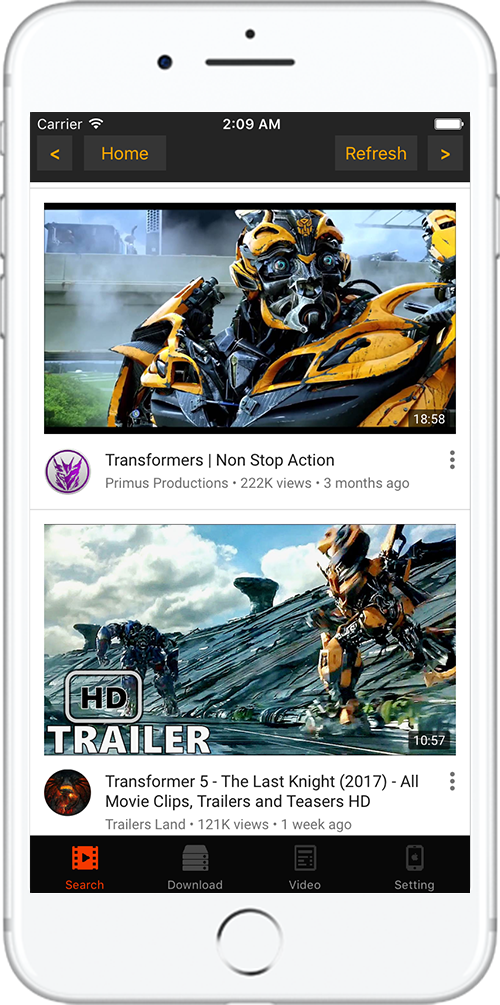 Carrier 2:09 AM
< Home Refresh >
18:58
Transformers | Non Stop Action
Primus Productions • 222K views • 3 months ago
HD
TRAILER
10:57
Transformer 5 - The Last Knight (2017) - All
Movie Clips, Trailers and Teasers HD
Trailers Land • 121K views • 1 week ago
Search Download Video Setting